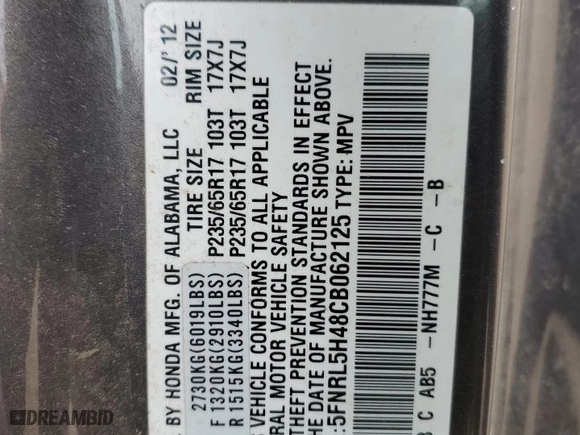 BY HONDA MFG. OF ALABAMA, LLC 02/'12
TIRE SIZE RIM SIZE
2730KG(6019LBS)
F 1320KG(2910LBS) P235/65R17 103T 17X7J
R 1515KG(3340LBS) P235/65R17 103T 17X7J
VEHICLE CONFORMS TO ALL APPLICABLE
MOTOR VEHICLE SAFETY
THEFT PREVENTION STANDARDS IN EFFECT
THE DATE OF MANUFACTURE SHOWN ABOVE.
:5FNRL5H48CB062125 TYPE: MPV
C AB5 -NH777M -C -B
DREAMBID